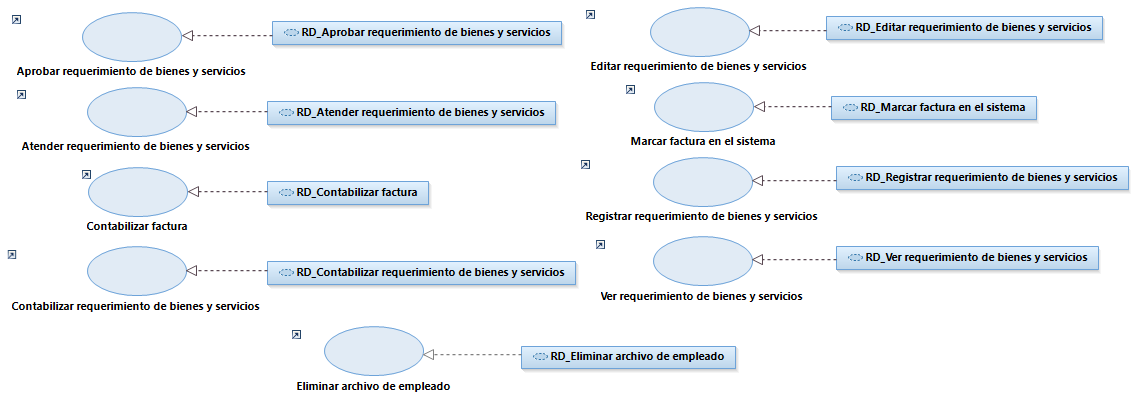 RD_Aprobar requerimiento de bienes y servicios
Aprobar requerimiento de bienes y servicios
RD_Atender requerimiento de bienes y servicios
Atender requerimiento de bienes y servicios
RD_Contabilizar factura
Contabilizar factura
RD_Contabilizar requerimiento de bienes y servicios
Contabilizar requerimiento de bienes y servicios
RD_Editar requerimiento de bienes y servicios
Editar requerimiento de bienes y servicios
RD_Marcar factura en el sistema
Marcar factura en el sistema
RD_Registrar requerimiento de bienes y servicios
Registrar requerimiento de bienes y servicios
RD_Ver requerimiento de bienes y servicios
Ver requerimiento de bienes y servicios
RD_Eliminar archivo de empleado
Eliminar archivo de empleado